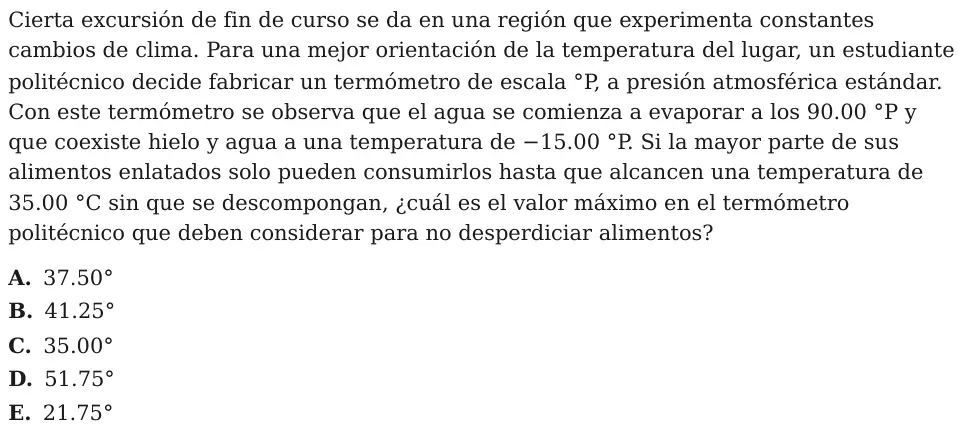 Cierta excursión de fin de curso se da en una región que experimenta constantes
cambios de clima. Para una mejor orientación de la temperatura del lugar, un estudiante
politécnico decide fabricar un termómetro de escala °P, a presión atmosférica estándar.
Con este termómetro se observa que el agua se comienza a evaporar a los 90.00 °P y
que coexiste hielo y agua a una temperatura de −15.00 °P. Si la mayor parte de sus
alimentos enlatados solo pueden consumirlos hasta que alcancen una temperatura de
35.00 °C sin que se descompongan, ¿cuál es el valor máximo en el termómetro
politécnico que deben considerar para no desperdiciar alimentos?
A. 37.50°
B. 41.25°
C. 35.00°
D. 51.75°
E. 21.75°